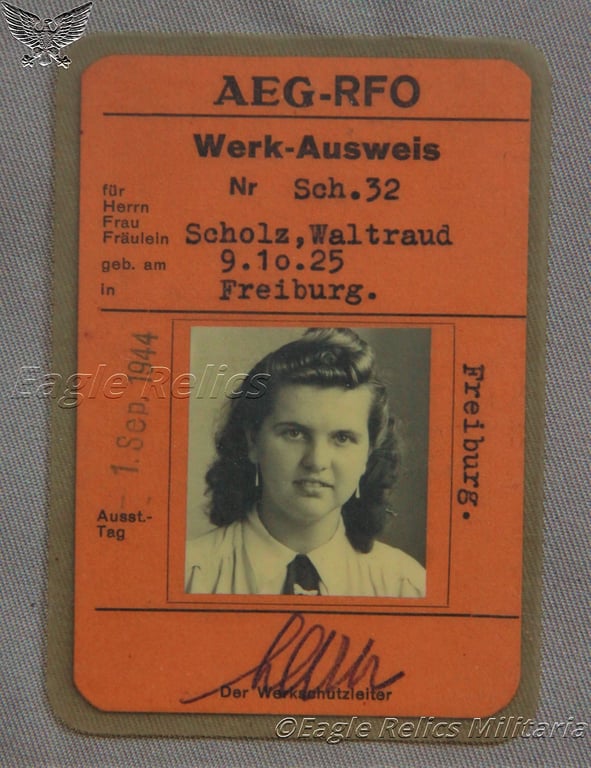 AEG-RFO
Werk-Ausweis
Nr Sch.32
für
Herrn
Frau
Fräulein Scholz,Waltraud
geb. am 9.1o.25
in Freiburg.
1. Sep. 1944
Freiburg.
Ausst.-
Tag
Der Werkschutzleiter
Eagle Relics
©Eagle Relics Militaria